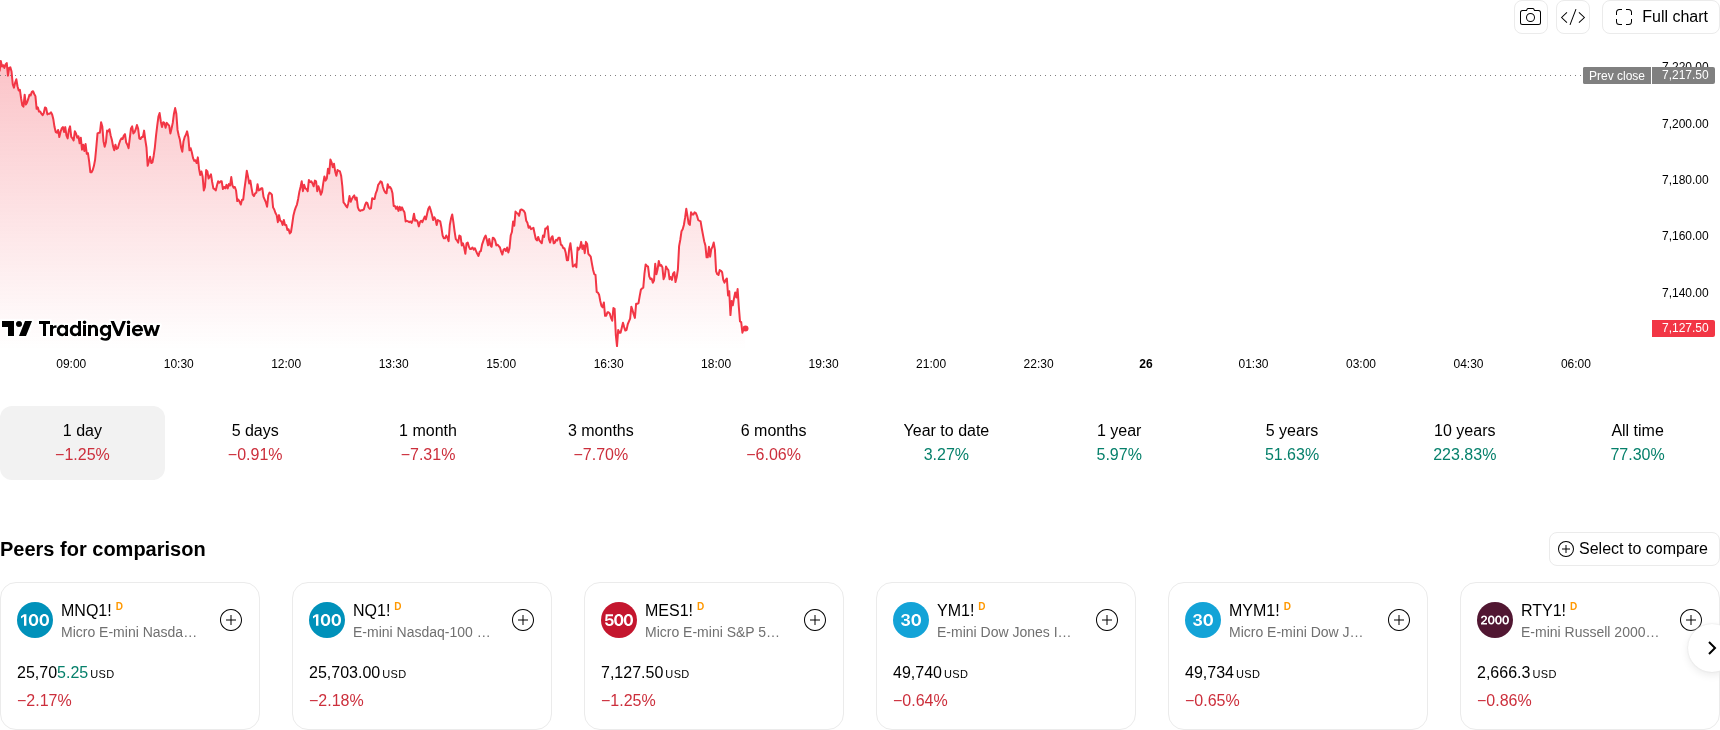 Full chart
7,220.00
Prev close 7,217.50
7,200.00
7,180.00
7,160.00
7,140.00
7,127.50
TradingView
09:00 10:30 12:00 13:30 15:00 16:30 18:00 19:30 21:00 22:30 26 01:30 03:00 04:30 06:00
1 day 5 days 1 month 3 months 6 months Year to date 1 year 5 years 10 years All time
−1.25% −0.91% −7.31% −7.70% −6.06% 3.27% 5.97% 51.63% 223.83% 77.30%
Peers for comparison
Select to compare
100 MNQ1! D
Micro E-mini Nasda…
25,705.25 USD
−2.17%
100 NQ1! D
E-mini Nasdaq-100 …
25,703.00 USD
−2.18%
500 MES1! D
Micro E-mini S&P 5…
7,127.50 USD
−1.25%
30 YM1! D
E-mini Dow Jones I…
49,740 USD
−0.64%
30 MYM1! D
Micro E-mini Dow J…
49,734 USD
−0.65%
2000 RTY1! D
E-mini Russell 2000…
2,666.3 USD
−0.86%